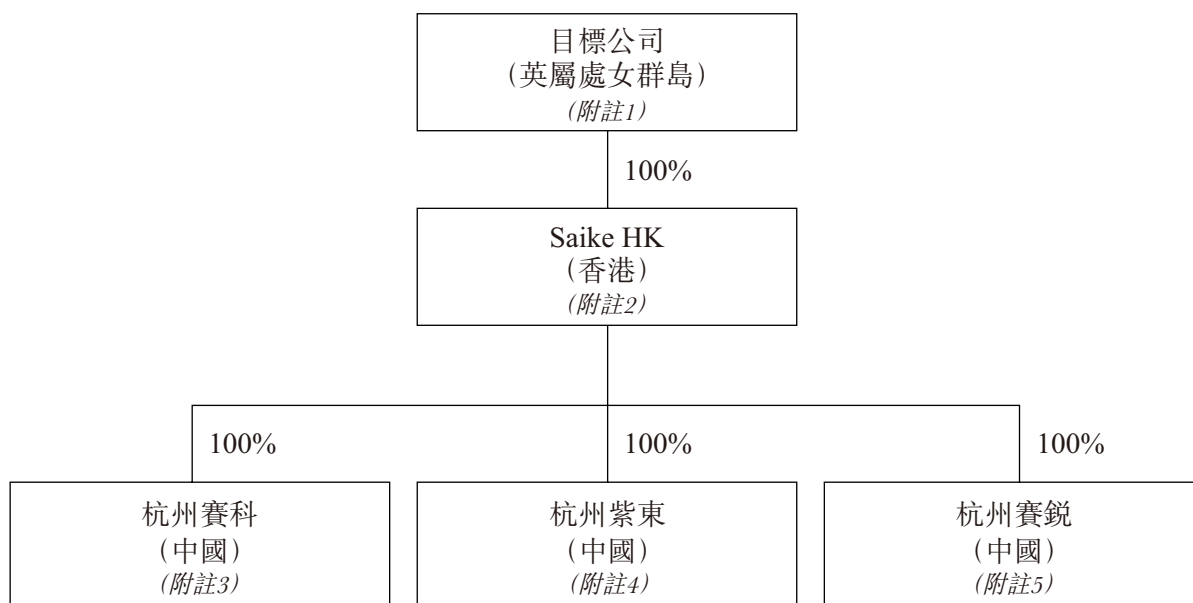 目標公司
（英屬處女群島）
（附註1）
100%
Saike HK
（香港）
（附註2）
100%
100%
100%
杭州賽科
（中國）
（附註3）
杭州紫東
（中國）
（附註4）
杭州賽鋭
（中國）
（附註5）